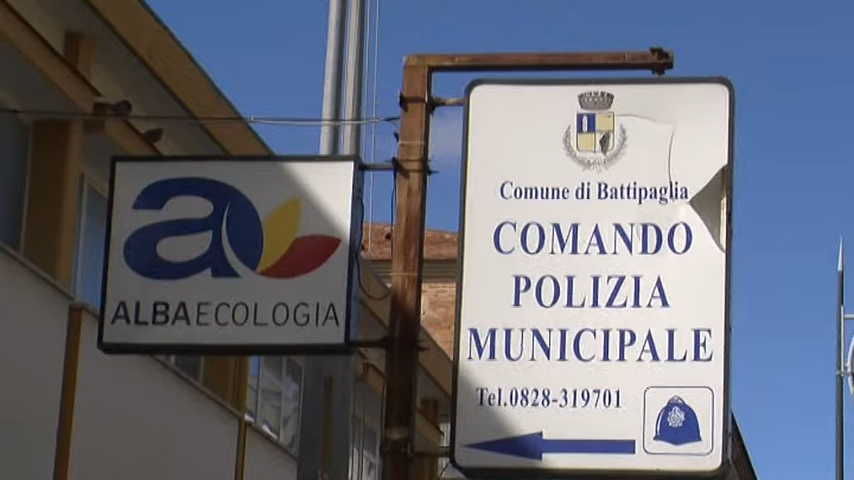 a
ALBAECOLOGIA
Comune di Battipaglia
COMANDO
POLIZIA
MUNICIPALE
Tel.0828-319701